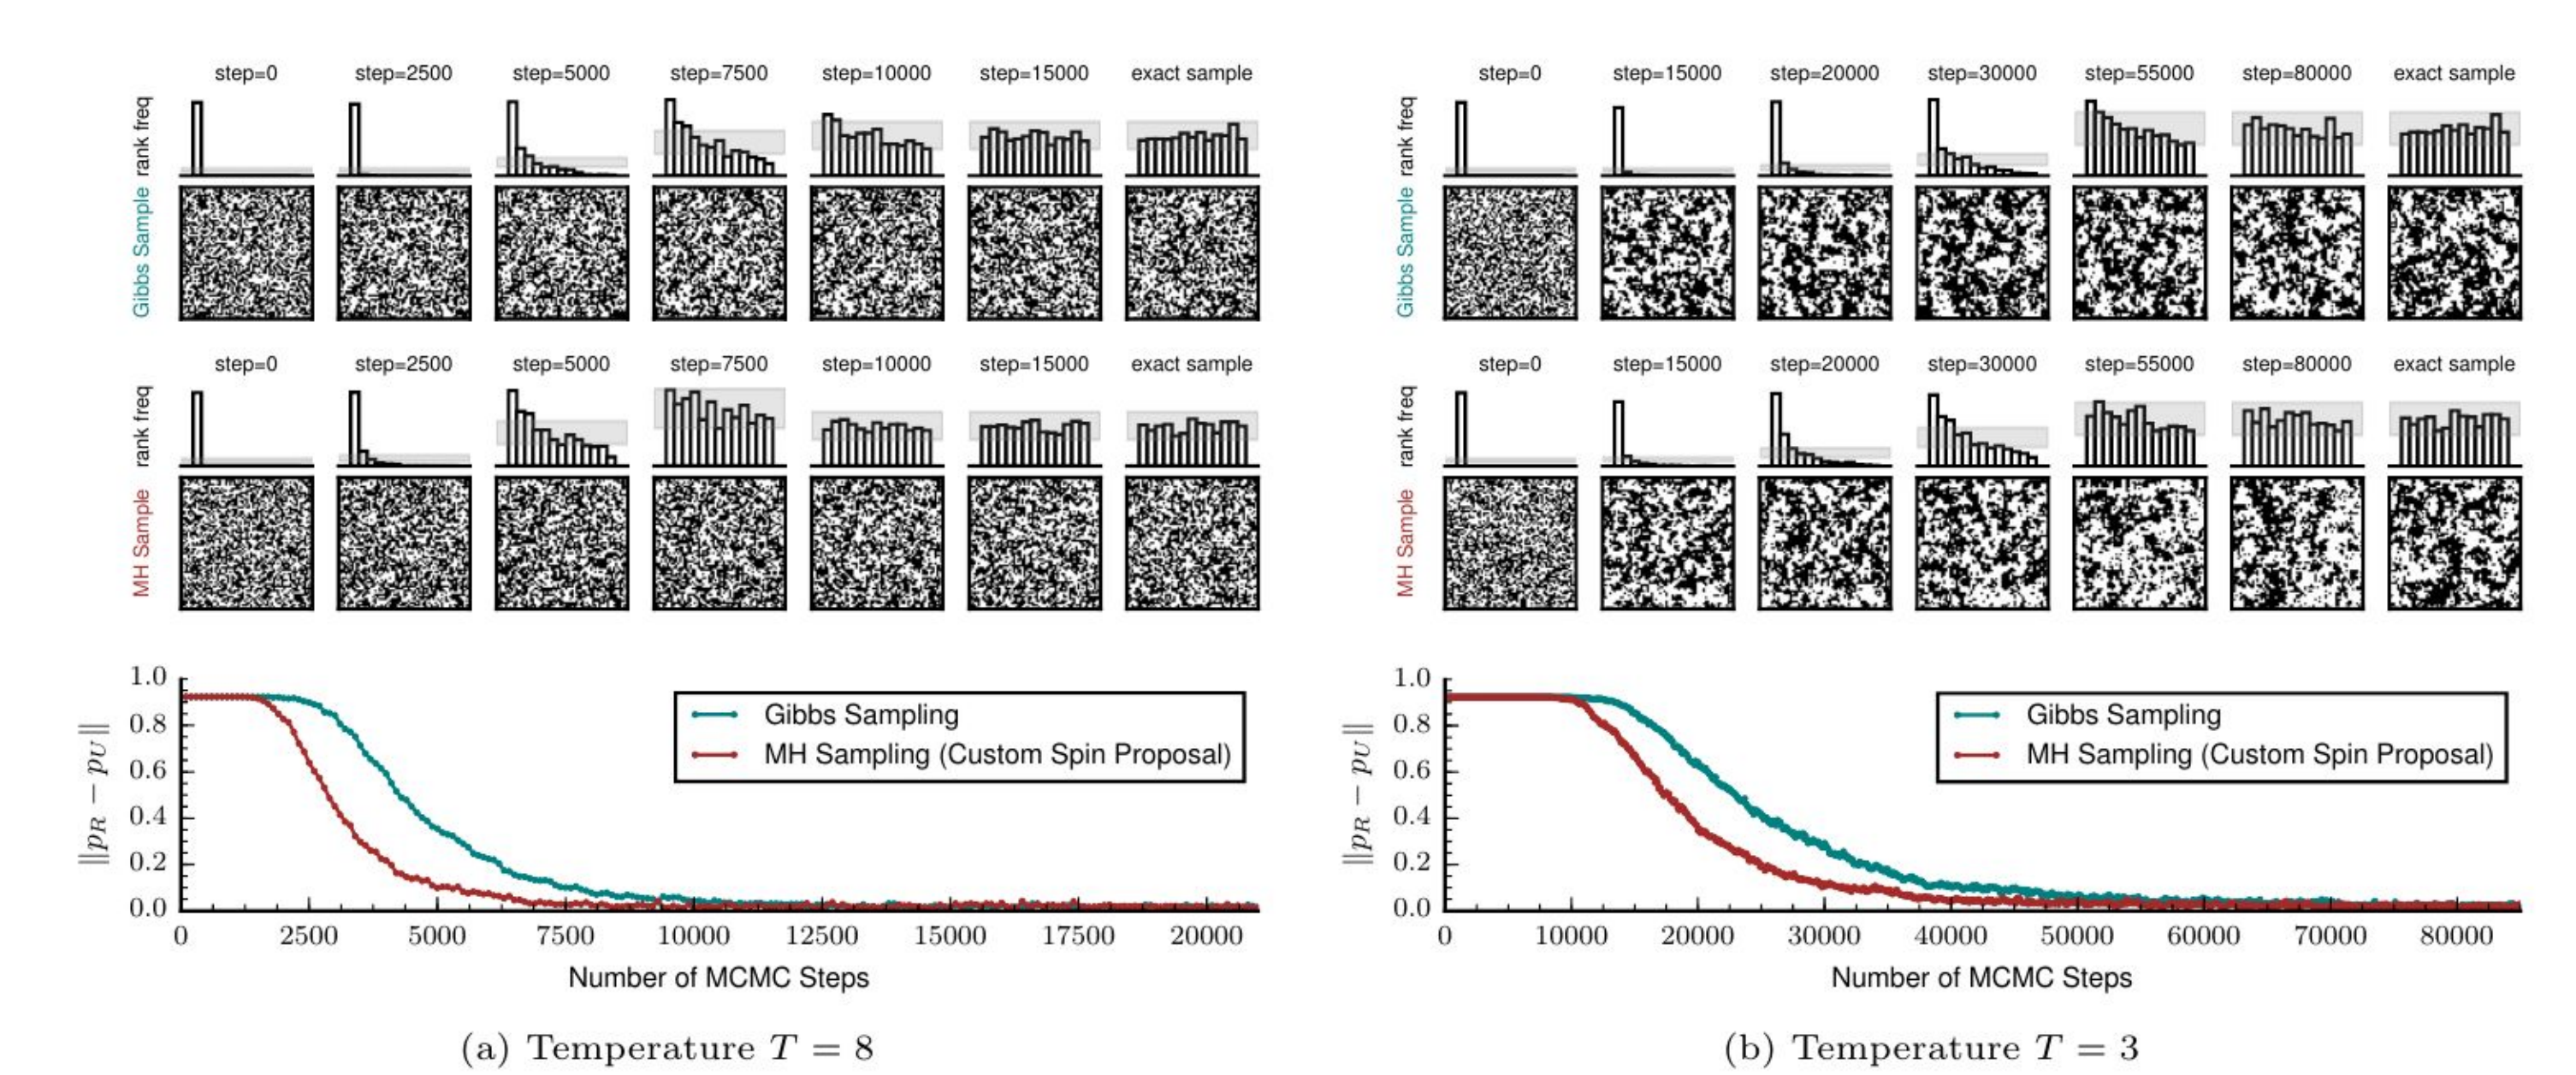 step=0 step=2500 step=5000 step=7500 step=10000 step=15000 exact sample
rank freq
Gibbs Sample
step=0 step=2500 step=5000 step=7500 step=10000 step=15000 exact sample
rank freq
MH Sample
1.0
0.8
0.6
0.4
0.2
0.0
‖p_R − p_U‖
Gibbs Sampling
MH Sampling (Custom Spin Proposal)
0 2500 5000 7500 10000 12500 15000 17500 20000
Number of MCMC Steps
(a) Temperature T = 8
step=0 step=15000 step=20000 step=30000 step=55000 step=80000 exact sample
rank freq
Gibbs Sample
step=0 step=15000 step=20000 step=30000 step=55000 step=80000 exact sample
rank freq
MH Sample
1.0
0.8
0.6
0.4
0.2
0.0
‖p_R − p_U‖
Gibbs Sampling
MH Sampling (Custom Spin Proposal)
0 10000 20000 30000 40000 50000 60000 70000 80000
Number of MCMC Steps
(b) Temperature T = 3